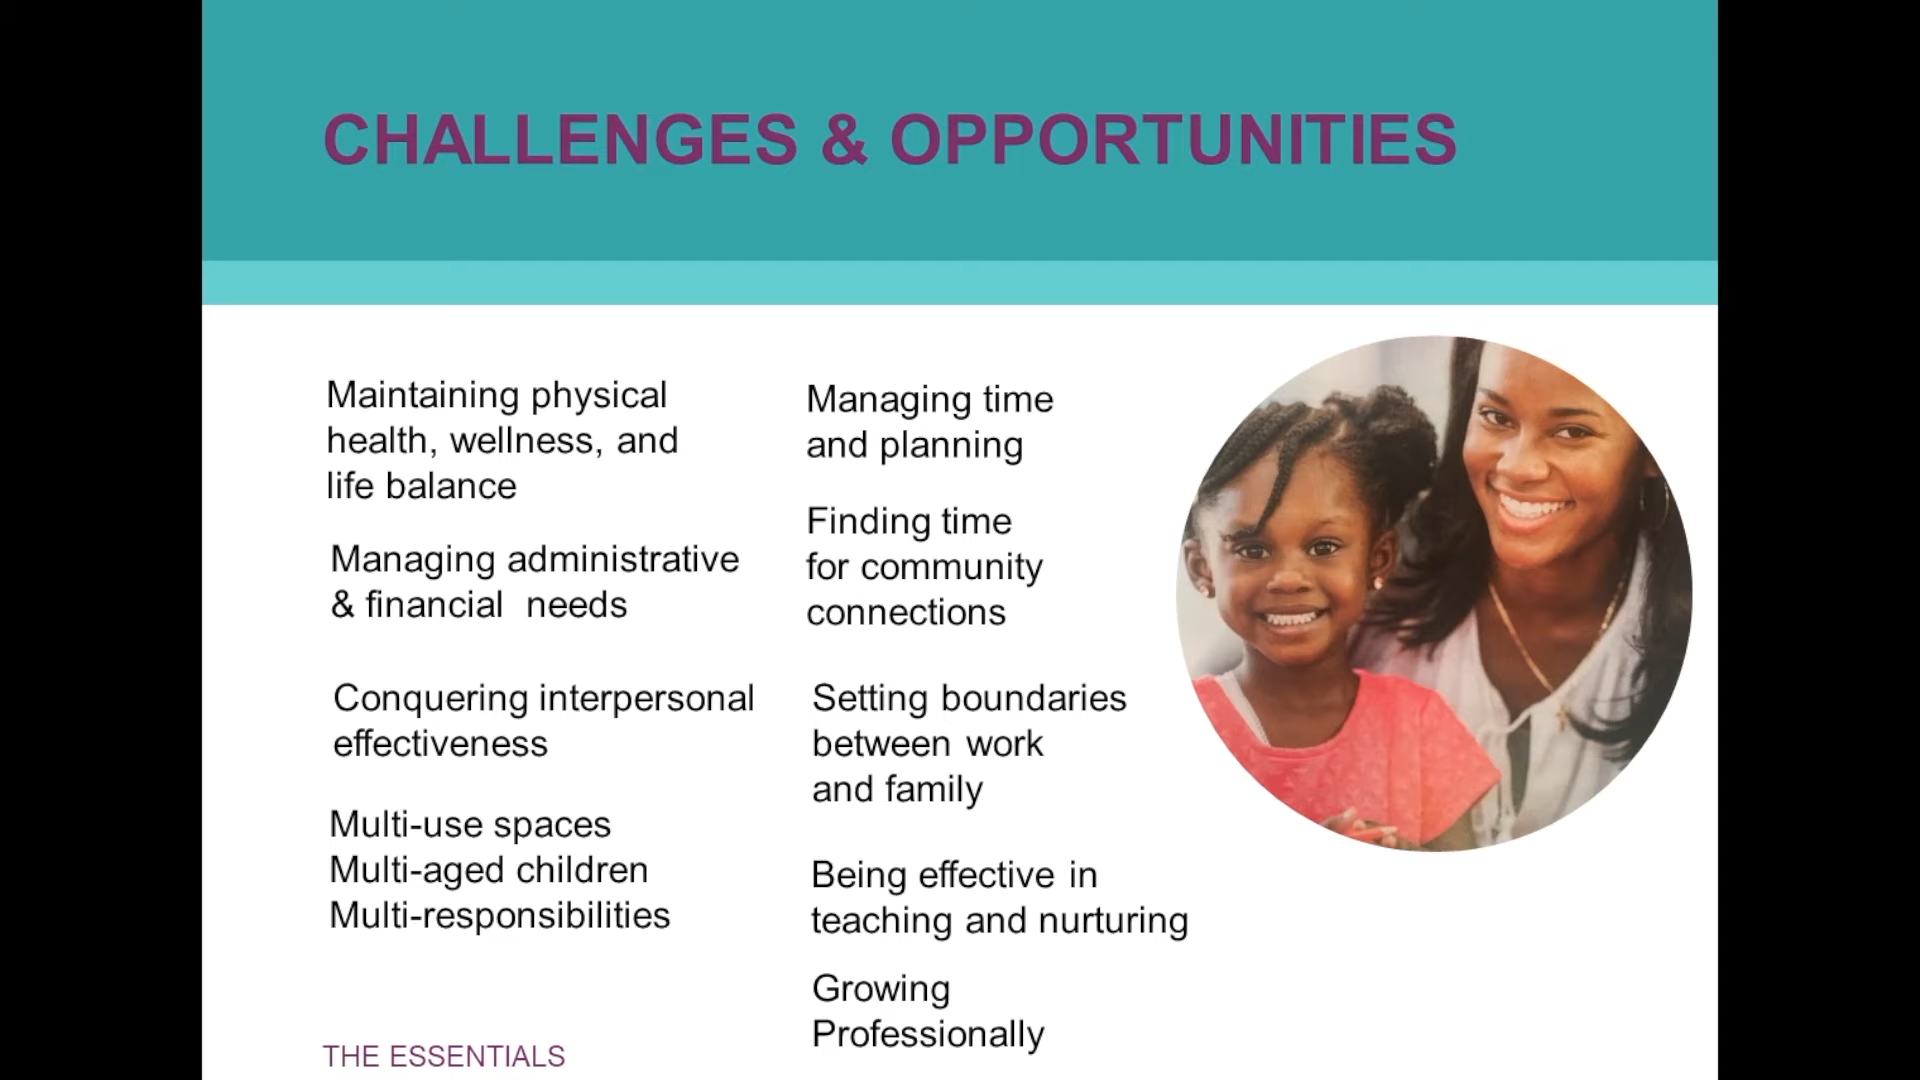 CHALLENGES & OPPORTUNITIES
Maintaining physical
health, wellness, and
life balance
Managing administrative
& financial needs
Conquering interpersonal
effectiveness
Multi-use spaces
Multi-aged children
Multi-responsibilities
Managing time
and planning
Finding time
for community
connections
Setting boundaries
between work
and family
Being effective in
teaching and nurturing
Growing
Professionally
THE ESSENTIALS